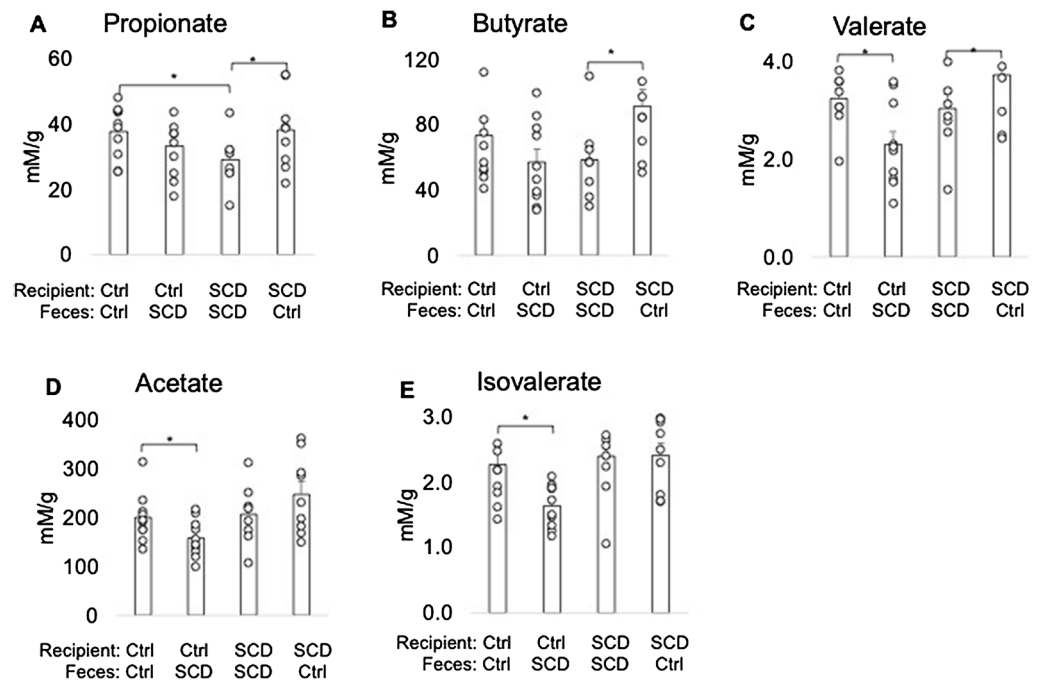 A Propionate
60
*
*
40
mM/g
20
0
Recipient: Ctrl Ctrl SCD SCD
Feces: Ctrl SCD SCD Ctrl
B Butyrate
120
*
80
mM/g
40
0
Recipient: Ctrl Ctrl SCD SCD
Feces: Ctrl SCD SCD Ctrl
C Valerate
4.0
* *
mM/g
2.0
0.0
Recipient: Ctrl Ctrl SCD SCD
Feces: Ctrl SCD SCD Ctrl
D Acetate
400
*
300
mM/g
200
100
0
Recipient: Ctrl Ctrl SCD SCD
Feces: Ctrl SCD SCD Ctrl
E Isovalerate
3.0
*
2.0
mM/g
1.0
0.0
Recipient: Ctrl Ctrl SCD SCD
Feces: Ctrl SCD SCD Ctrl